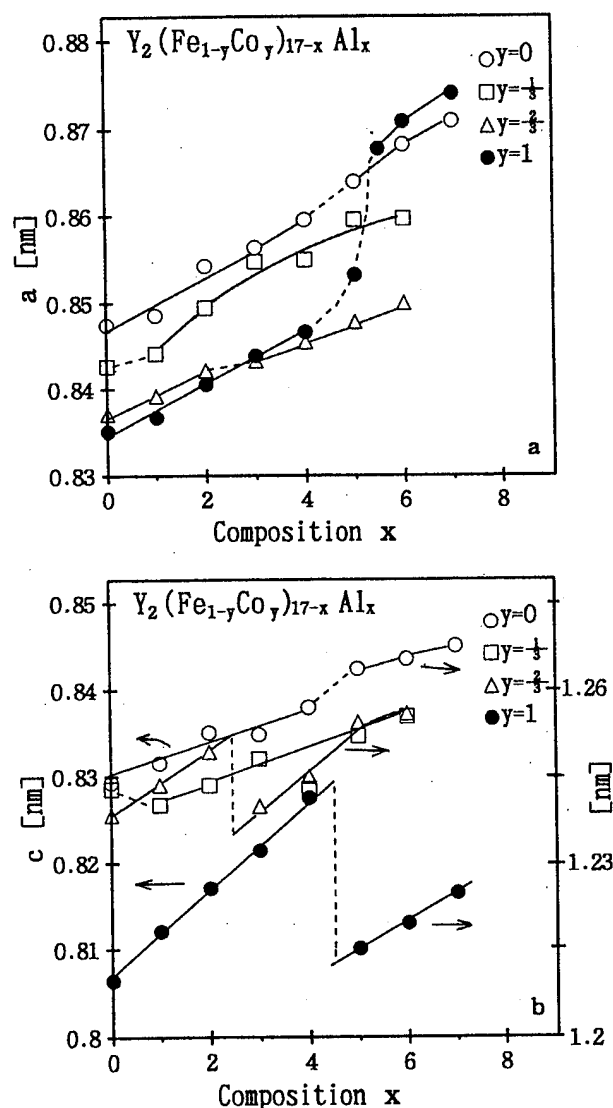 Y₂(Fe₁₋yCoy)₁₇₋ₓAlₓ
0.88
0.87
0.86
0.85
0.84
0.83
a [nm]
y=0
y=1/3
y=2/3
y=1
a
0 2 4 6 8
Composition x
Y₂(Fe₁₋yCoy)₁₇₋ₓAlₓ
0.85
0.84
0.83
0.82
0.81
0.8
c [nm]
y=0
y=1/3
y=2/3
y=1
1.26
1.23
1.2
[nm]
b
0 2 4 6 8
Composition x